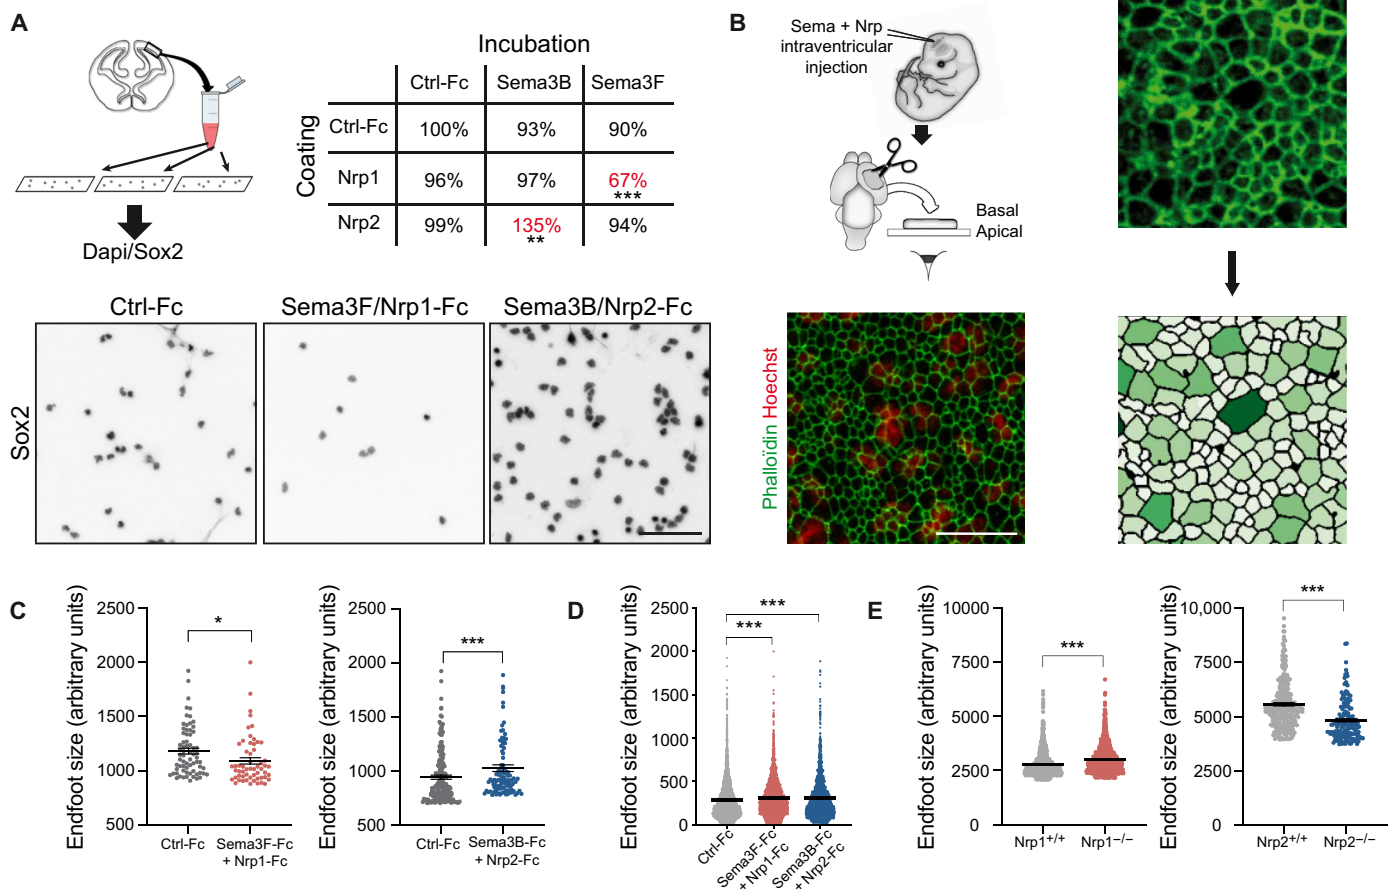 A
Incubation
Coating
Ctrl-Fc Sema3B Sema3F
Ctrl-Fc 100% 93% 90%
Nrp1 96% 97% 67%
***
Nrp2 99% 135% 94%
**
Dapi/Sox2
Ctrl-Fc Sema3F/Nrp1-Fc Sema3B/Nrp2-Fc
Sox2
B
Sema + Nrp
intraventricular
injection
Basal
Apical
Phalloïdin Hoechst
C
Endfoot size (arbitrary units)
2500
2000
1500
1000
500
*
Ctrl-Fc
Sema3F-Fc
+ Nrp1-Fc
Endfoot size (arbitrary units)
2500
2000
1500
1000
500
***
Ctrl-Fc
Sema3B-Fc
+ Nrp2-Fc
D
Endfoot size (arbitrary units)
2500
2000
1500
1000
500
0
***
***
Ctrl-Fc
Sema3F-Fc
+ Nrp1-Fc
Sema3B-Fc
+ Nrp2-Fc
E
Endfoot size (arbitrary units)
10000
7500
5000
2500
0
***
Nrp1+/+ Nrp1−/−
Endfoot size (arbitrary units)
10,000
7500
5000
2500
0
***
Nrp2+/+ Nrp2−/−